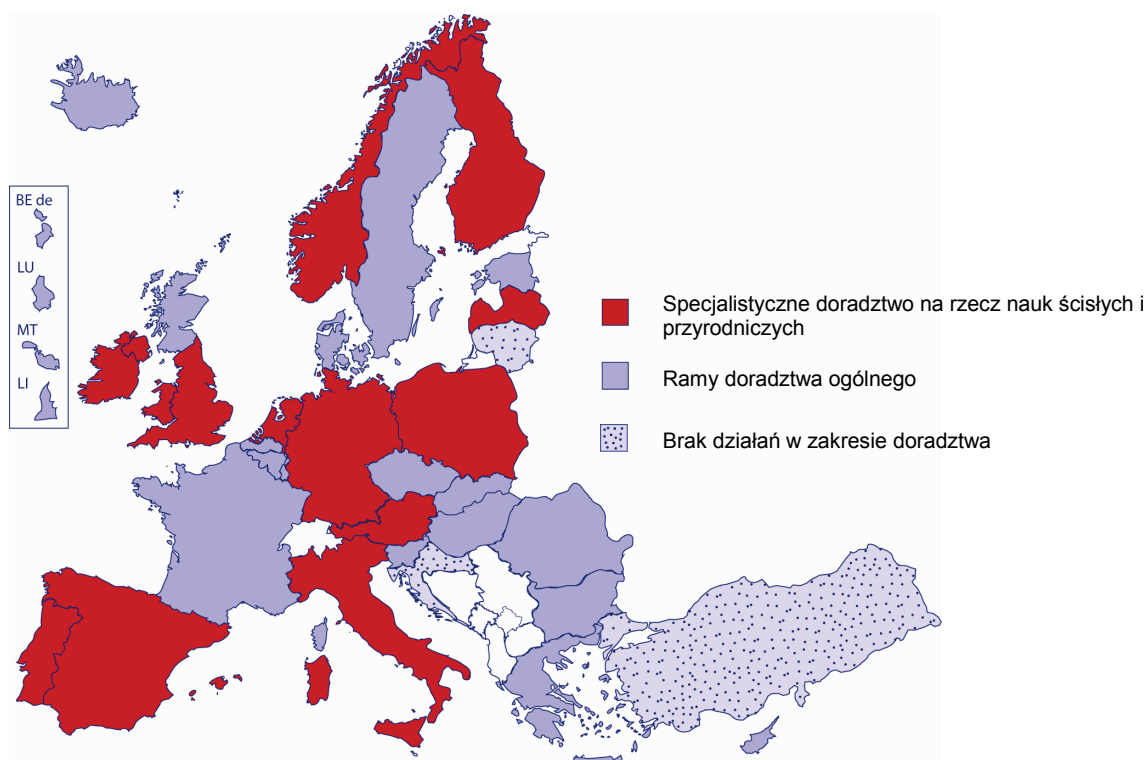 BE de
LU
MT
LI
Specjalistyczne doradztwo na rzecz nauk ścisłych i
przyrodniczych
Ramy doradztwa ogólnego
Brak działań w zakresie doradztwa